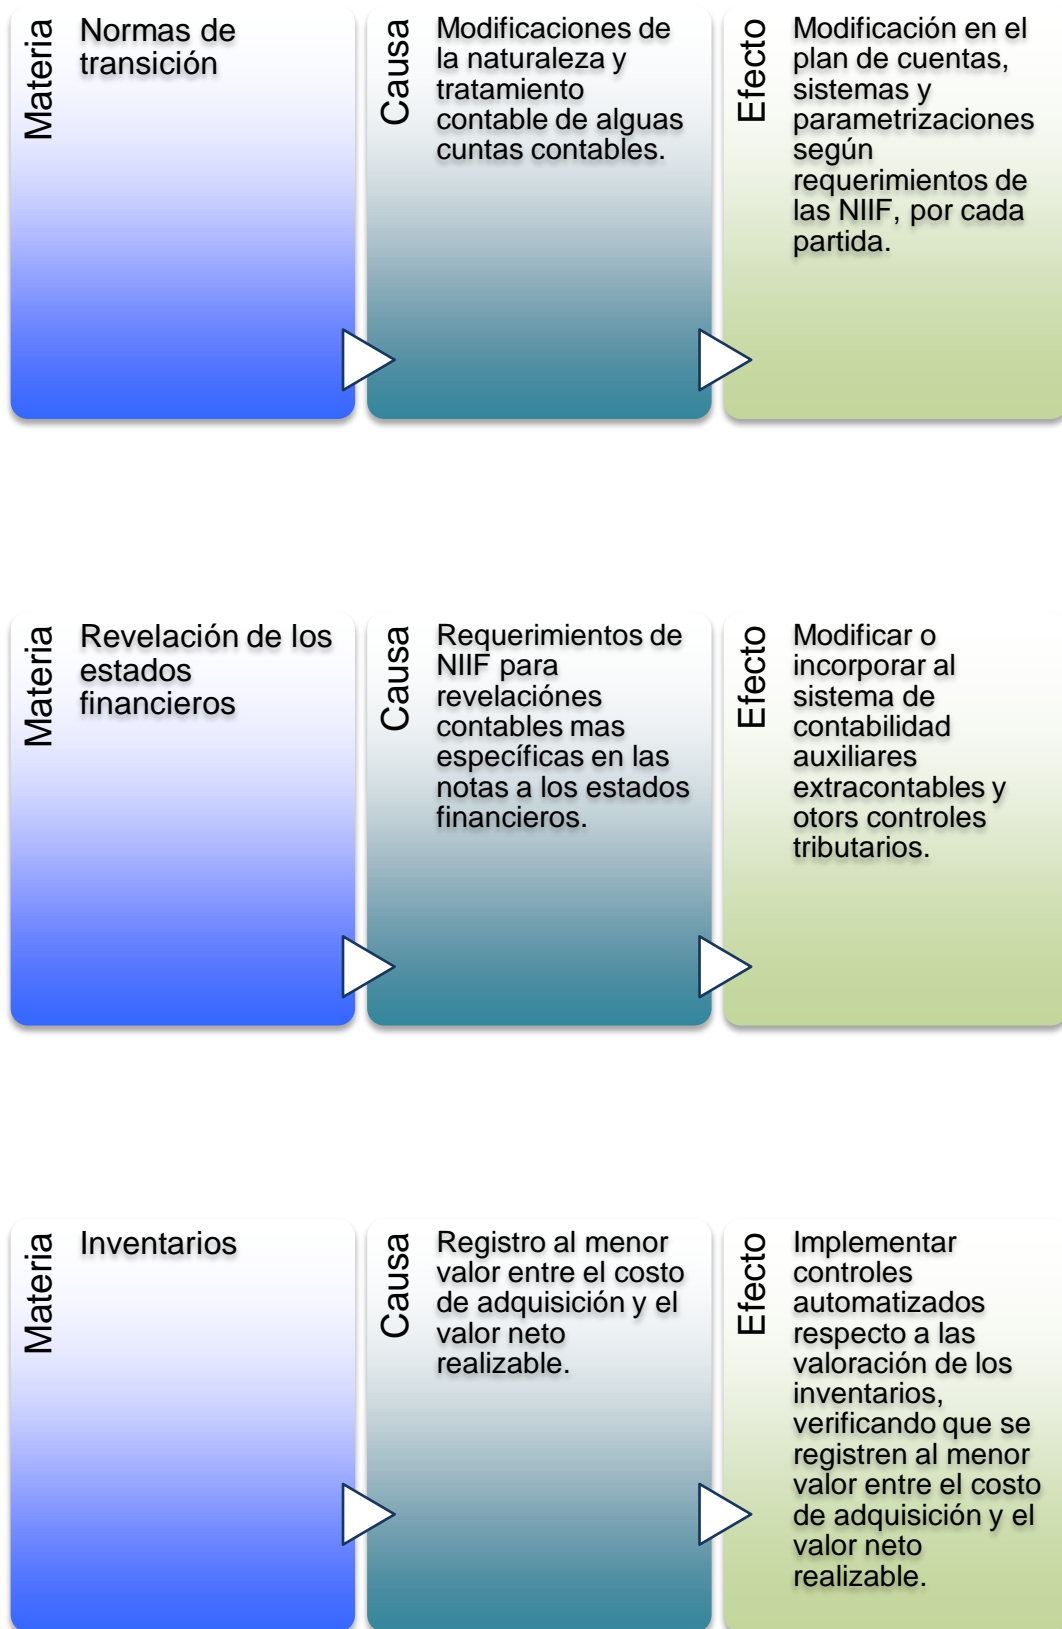 Materia
Normas de
transición
Causa
Modificaciones de
la naturaleza y
tratamiento
contable de alguas
cuntas contables.
Efecto
Modificación en el
plan de cuentas,
sistemas y
parametrizaciones
según
requerimientos de
las NIIF, por cada
partida.
Materia
Revelación de los
estados
financieros
Causa
Requerimientos de
NIIF para
revelaciónes
contables mas
específicas en las
notas a los estados
financieros.
Efecto
Modificar o
incorporar al
sistema de
contabilidad
auxiliares
extracontables y
otors controles
tributarios.
Materia
Inventarios
Causa
Registro al menor
valor entre el costo
de adquisición y el
valor neto
realizable.
Efecto
Implementar
controles
automatizados
respecto a las
valoración de los
inventarios,
verificando que se
registren al menor
valor entre el costo
de adquisición y el
valor neto
realizable.